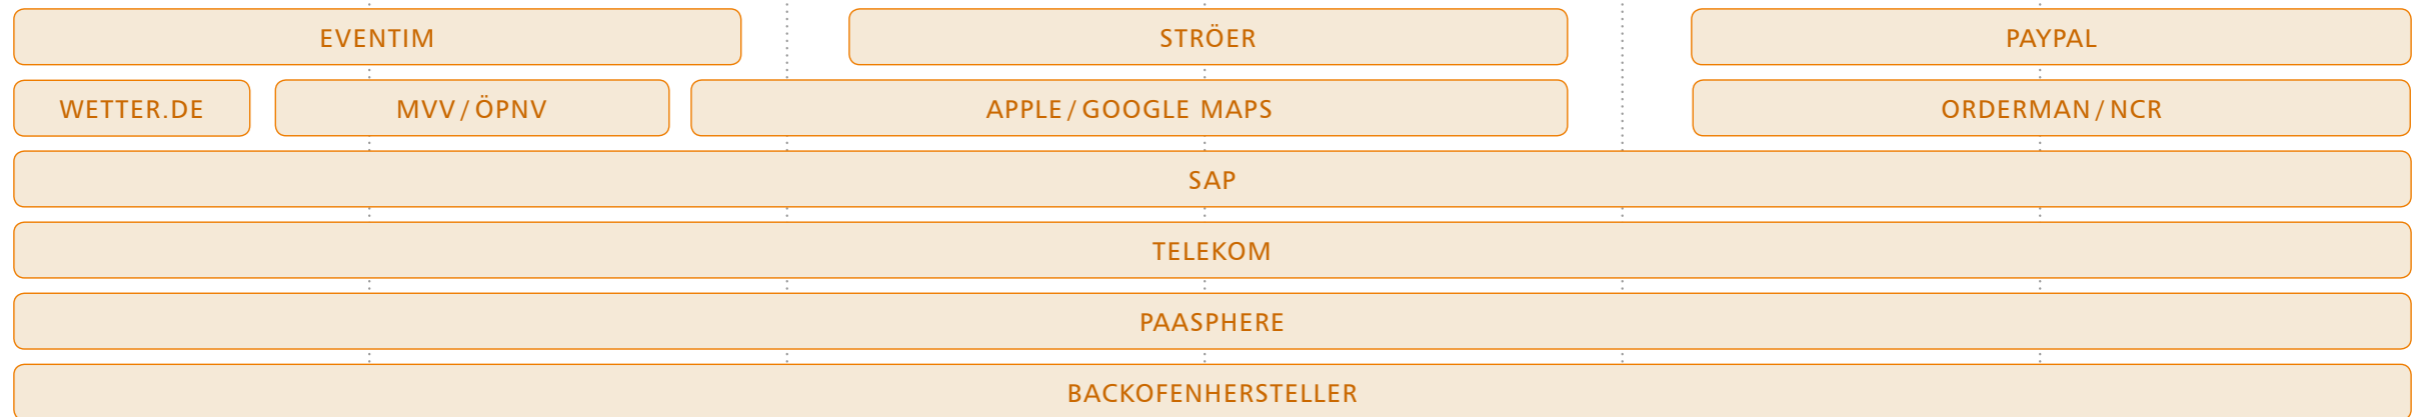 EVENTIM STRÖER PAYPAL
WETTER.DE MVV / ÖPNV APPLE / GOOGLE MAPS ORDERMAN / NCR
SAP
TELEKOM
PAASPHERE
BACKOFENHERSTELLER